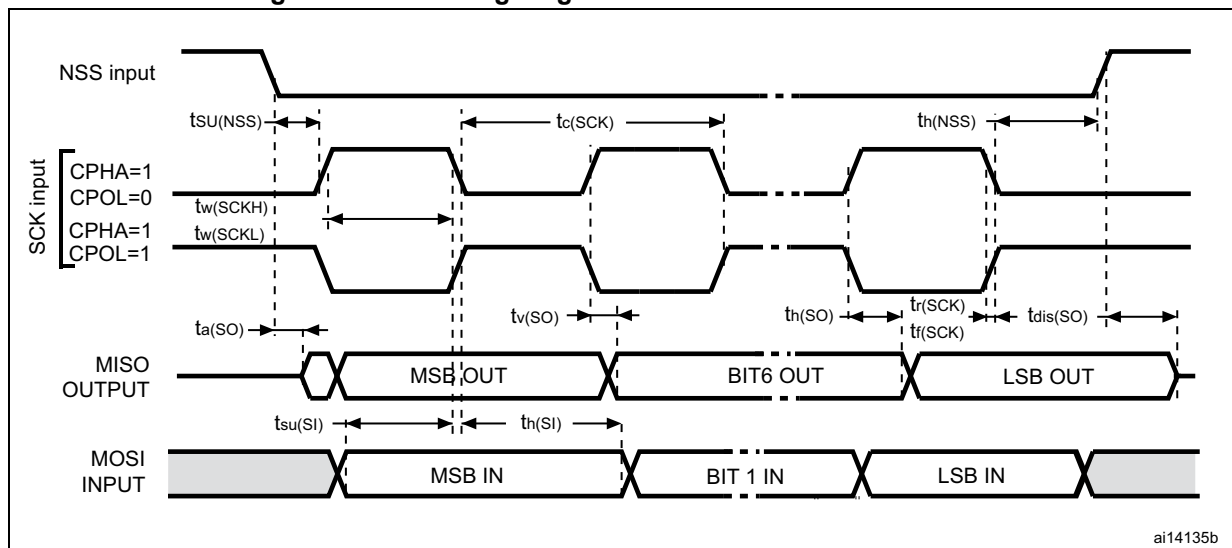 NSS input
tSU(NSS)
tc(SCK)
th(NSS)
SCK input
CPHA=1
CPOL=0
tw(SCKH)
CPHA=1
tw(SCKL)
CPOL=1
ta(SO)
tv(SO)
th(SO)
tr(SCK)
tf(SCK)
tdis(SO)
MISO
OUTPUT
MSB OUT
BIT6 OUT
LSB OUT
tsu(SI)
th(SI)
MOSI
INPUT
MSB IN
BIT 1 IN
LSB IN
ai14135b